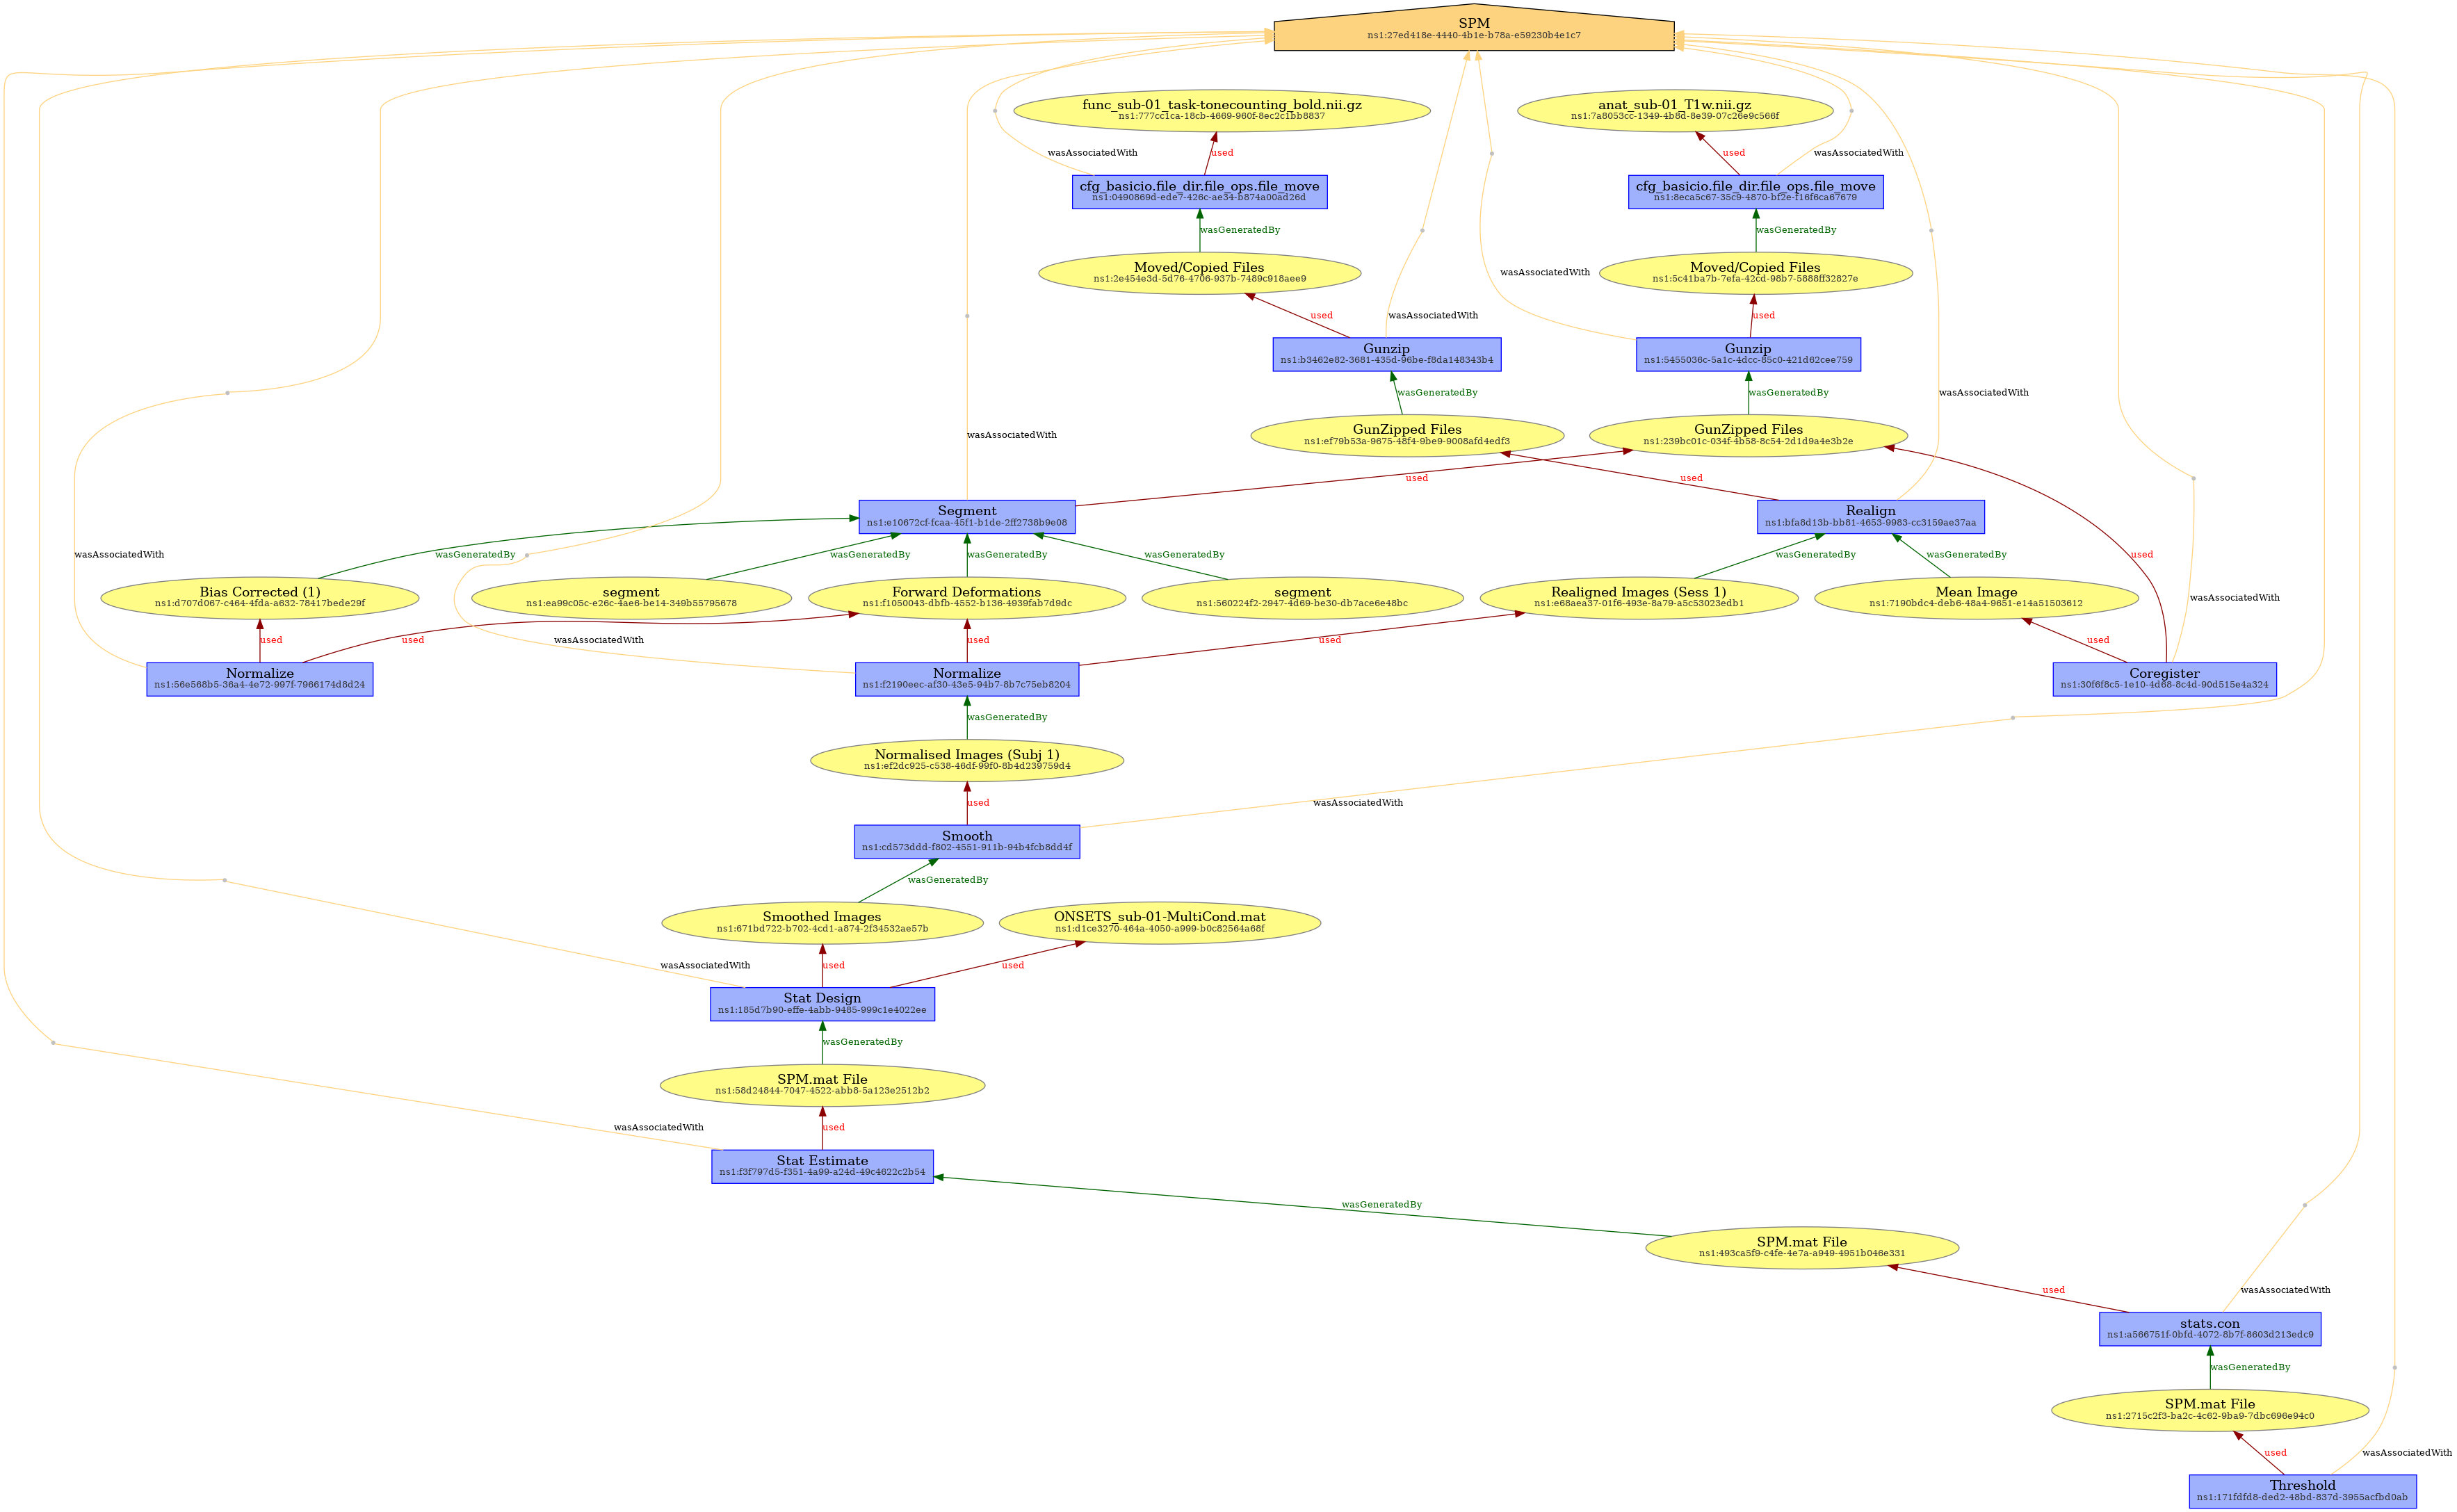 SPM
ns1:27ed418e-4440-4b1e-b78a-e59230b4e1c7
func_sub-01_task-tonecounting_bold.nii.gz
ns1:777cc1ca-18cb-4669-960f-8ec2c1bb8837
anat_sub-01_T1w.nii.gz
ns1:7a8053cc-1349-4b8d-8e39-07c26e9c566f
wasAssociatedWith
used
used
wasAssociatedWith
cfg_basicio.file_dir.file_ops.file_move
ns1:0490869d-ede7-426c-ae34-b874a00ad26d
cfg_basicio.file_dir.file_ops.file_move
ns1:8eca5c67-35c9-4870-bf2e-f16f6ca67679
wasGeneratedBy
wasGeneratedBy
Moved/Copied Files
ns1:2e454e3d-5d76-4706-937b-7489c918aee9
wasAssociatedWith
Moved/Copied Files
ns1:5c41ba7b-7efa-42cd-98b7-5888ff32827e
used
wasAssociatedWith
used
Gunzip
ns1:b3462e82-3681-435d-96be-f8da148343b4
Gunzip
ns1:5455036c-5a1c-4dcc-85c0-421d62cee759
wasGeneratedBy
wasGeneratedBy
wasAssociatedWith
wasAssociatedWith
GunZipped Files
ns1:ef79b53a-9675-48f4-9be9-9008afd4edf3
GunZipped Files
ns1:239bc01c-034f-4b58-8c54-2d1d9a4e3b2e
used
used
Segment
ns1:e10672cf-fcaa-45f1-b1de-2ff2738b9e08
Realign
ns1:bfa8d13b-bb81-4653-9983-cc3159ae37aa
wasAssociatedWith
wasGeneratedBy
wasGeneratedBy
wasGeneratedBy
wasGeneratedBy
wasGeneratedBy
wasGeneratedBy
used
Bias Corrected (1)
ns1:d707d067-c464-4fda-a632-78417bede29f
segment
ns1:ea99c05c-e26c-4ae6-be14-349b55795678
Forward Deformations
ns1:f1050043-dbfb-4552-b136-4939fab7d9dc
segment
ns1:560224f2-2947-4d69-be30-db7ace6e48bc
Realigned Images (Sess 1)
ns1:e68aea37-01f6-493e-8a79-a5c53023edb1
Mean Image
ns1:7190bdc4-deb6-48a4-9651-e14a51503612
wasAssociatedWith
used
used
wasAssociatedWith
used
used
used
Normalize
ns1:56e568b5-36a4-4e72-997f-7966174d8d24
Normalize
ns1:f2190eec-af30-43e5-94b7-8b7c75eb8204
Coregister
ns1:30f6f8c5-1e10-4d68-8c4d-90d515e4a324
wasGeneratedBy
Normalised Images (Subj 1)
ns1:ef2dc925-c538-46df-99f0-8b4d239759d4
used
wasAssociatedWith
Smooth
ns1:cd573ddd-f802-4551-911b-94b4fcb8dd4f
wasGeneratedBy
Smoothed Images
ns1:671bd722-b702-4cd1-a874-2f34532ae57b
ONSETS_sub-01-MultiCond.mat
ns1:d1ce3270-464a-4050-a999-b0c82564a68f
wasAssociatedWith
used
used
Stat Design
ns1:185d7b90-effe-4abb-9485-999c1e4022ee
wasGeneratedBy
SPM.mat File
ns1:58d24844-7047-4522-abb8-5a123e2512b2
wasAssociatedWith
used
Stat Estimate
ns1:f3f797d5-f351-4a99-a24d-49c4622c2b54
wasGeneratedBy
SPM.mat File
ns1:493ca5f9-c4fe-4e7a-a949-4951b046e331
used
wasAssociatedWith
stats.con
ns1:a566751f-0bfd-4072-8b7f-8603d213edc9
wasGeneratedBy
SPM.mat File
ns1:2715c2f3-ba2c-4c62-9ba9-7dbc696e94c0
used
wasAssociatedWith
Threshold
ns1:171fdfd8-ded2-48bd-837d-3955acfbd0ab